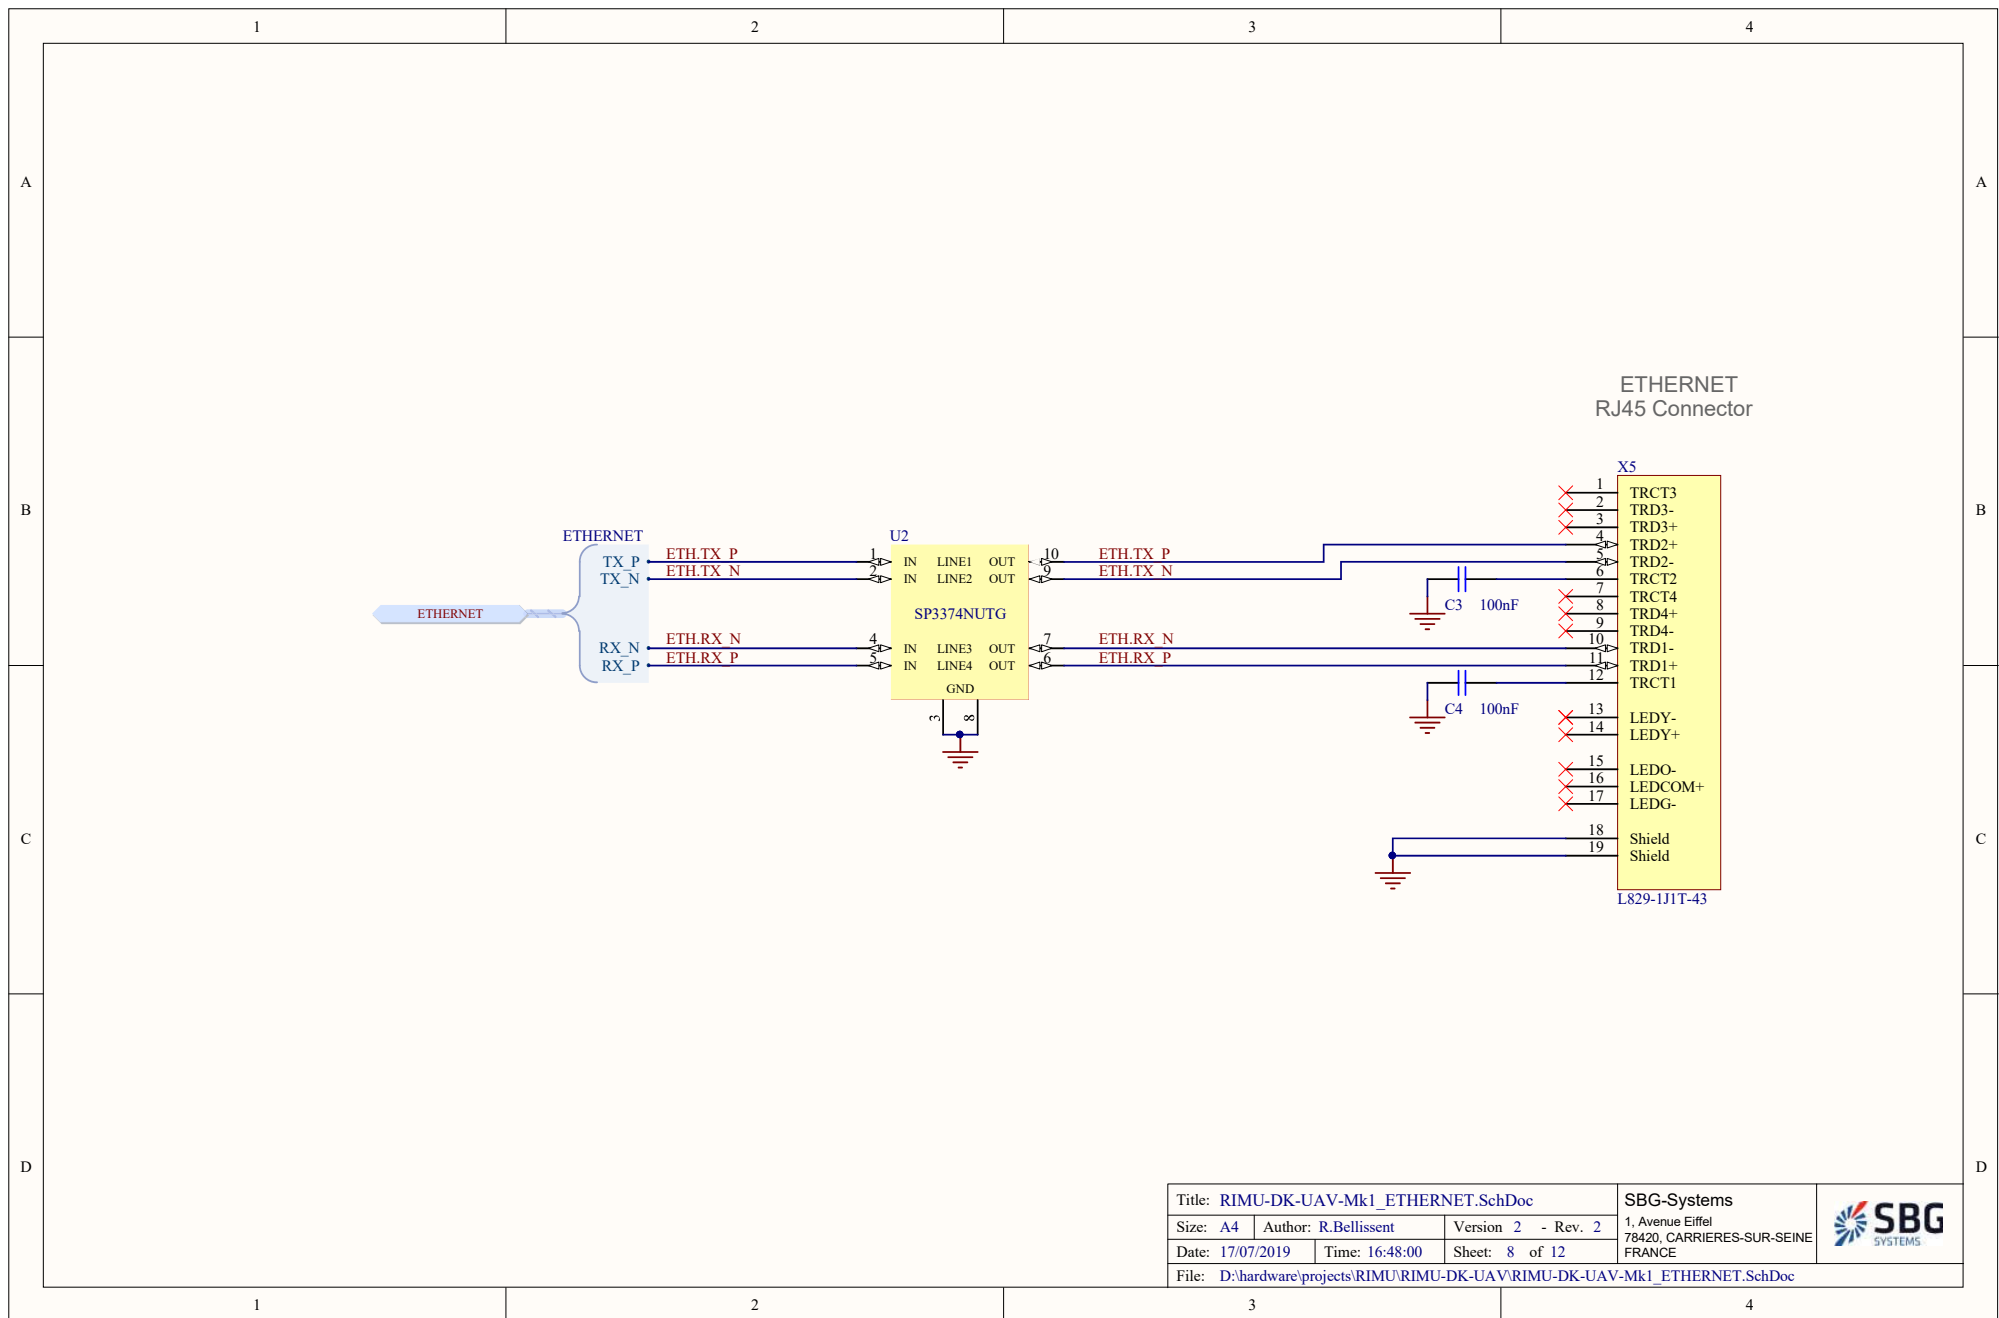 1 2 3 4
A A
ETHERNET
RJ45 Connector
B B
X5
1 TRCT3
2 TRD3-
3 TRD3+
4 TRD2+
5 TRD2-
6 TRCT2
7 TRCT4
8 TRD4+
9 TRD4-
10 TRD1-
11 TRD1+
12 TRCT1
13 LEDY-
14 LEDY+
15 LEDO-
16 LEDCOM+
17 LEDG-
18 Shield
19 Shield
L829-1J1T-43
ETHERNET
ETHERNET
TX_P ETH.TX_P
TX_N ETH.TX_N
RX_N ETH.RX_N
RX_P ETH.RX_P
U2
1 IN LINE1 OUT 10 ETH.TX_P
2 IN LINE2 OUT 9 ETH.TX_N
SP3374NUTG
4 IN LINE3 OUT 7 ETH.RX_N
5 IN LINE4 OUT 6 ETH.RX_P
GND
3 8
C3 100nF
C4 100nF
C C
D D
Title: RIMU-DK-UAV-Mk1_ETHERNET.SchDoc
Size: A4 Author: R.Bellissent Version 2 - Rev. 2
Date: 17/07/2019 Time: 16:48:00 Sheet: 8 of 12
File: D:\hardware\projects\RIMU\RIMU-DK-UAV\RIMU-DK-UAV-Mk1_ETHERNET.SchDoc
SBG-Systems
1, Avenue Eiffel
78420, CARRIERES-SUR-SEINE
FRANCE
SBG
SYSTEMS
1 2 3 4